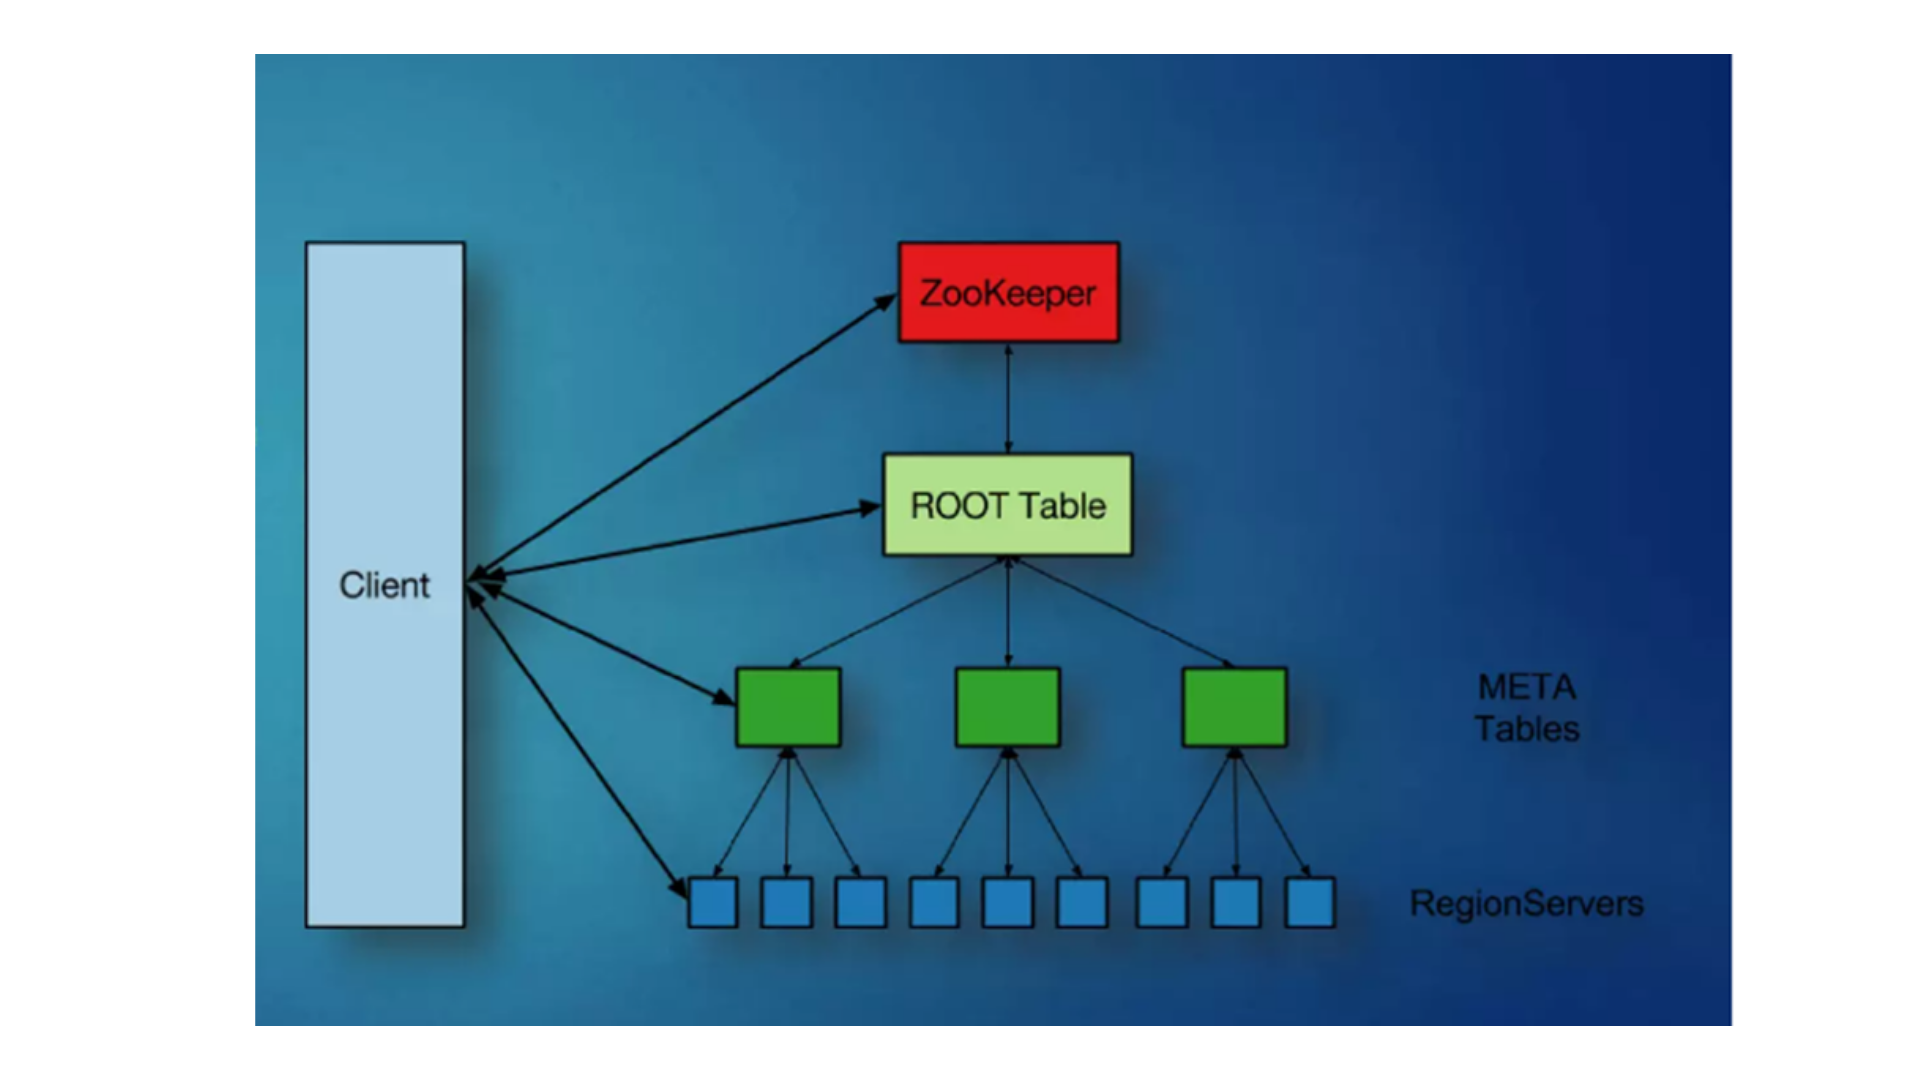 ZooKeeper
ROOT Table
Client
META
Tables
RegionServers